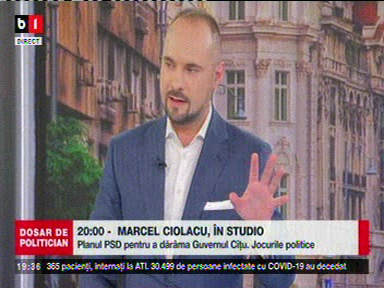 b1
DIRECT
DOSAR DE
POLITICIAN
20:00 - MARCEL CIOLACU, ÎN STUDIO
Planul PSD pentru a dărâma Guvernul Cîțu. Jocurile politice
19:36 365 pacienți, internați la ATI. 30.499 de persoane infectate cu COVID-19 au decedat